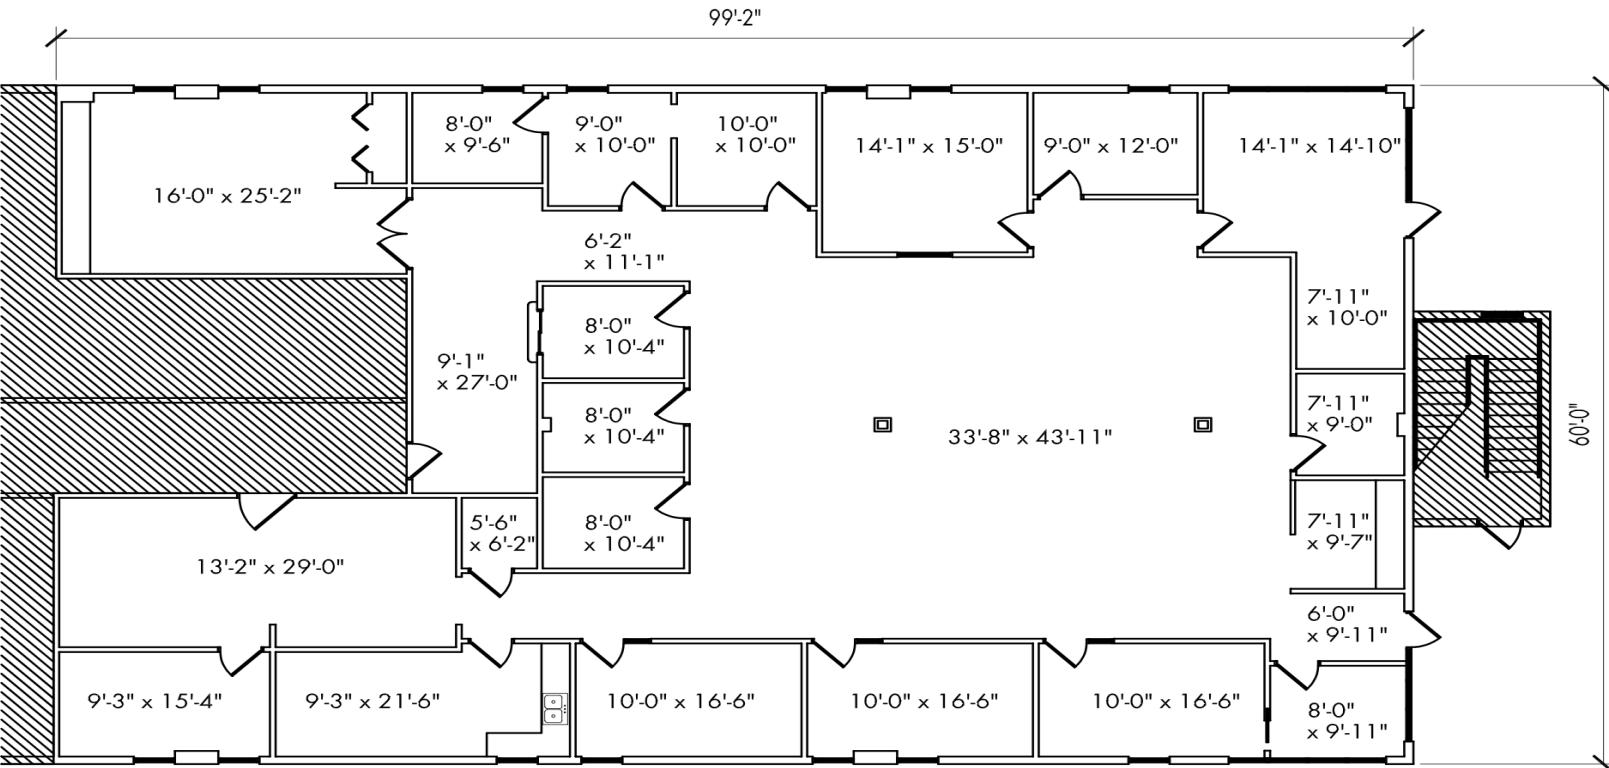 99'-2"
8'-0"
x 9'-6"
9'-0"
x 10'-0"
10'-0"
x 10'-0"
14'-1" x 15'-0"
9'-0" x 12'-0"
14'-1" x 14'-10"
16'-0" x 25'-2"
6'-2"
x 11'-1"
7'-11"
x 10'-0"
8'-0"
x 10'-4"
9'-1"
x 27'-0"
8'-0"
x 10'-4"
33'-8" x 43'-11"
7'-11"
x 9'-0"
60'-0"
5'-6"
x 6'-2"
8'-0"
x 10'-4"
7'-11"
x 9'-7"
13'-2" x 29'-0"
6'-0"
x 9'-11"
9'-3" x 15'-4"
9'-3" x 21'-6"
10'-0" x 16'-6"
10'-0" x 16'-6"
10'-0" x 16'-6"
8'-0"
x 9'-11"